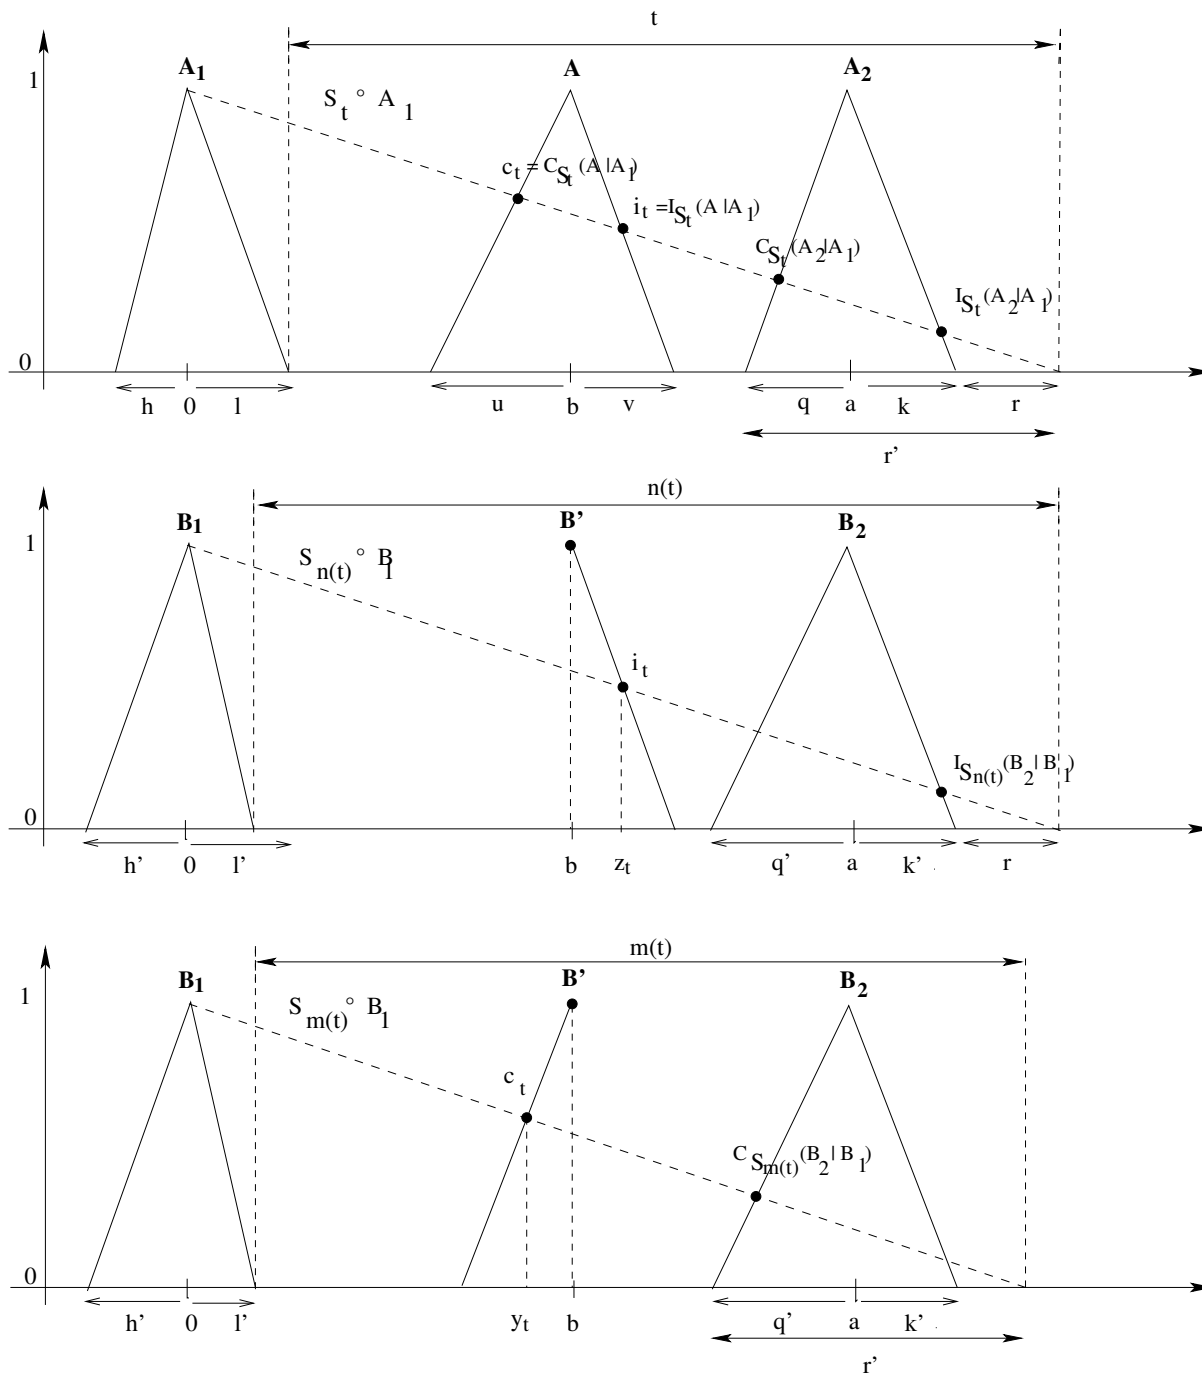 t
A1 A A2
1
St ° A1
ct = CSt (A | A1)
it = ISt (A | A1)
CSt (A2 | A1)
ISt (A2 | A1)
0
h 0 l u b v q a k r
r'
n(t)
B1 B' B2
1
Sn(t) ° B1
it
ISn(t) (B2 | B1)
0
h' 0 l' b zt q' a k' r
m(t)
B1 B' B2
1
Sm(t) ° B1
ct
CSm(t) (B2 | B1)
0
h' 0 l' yt b q' a k'
r'